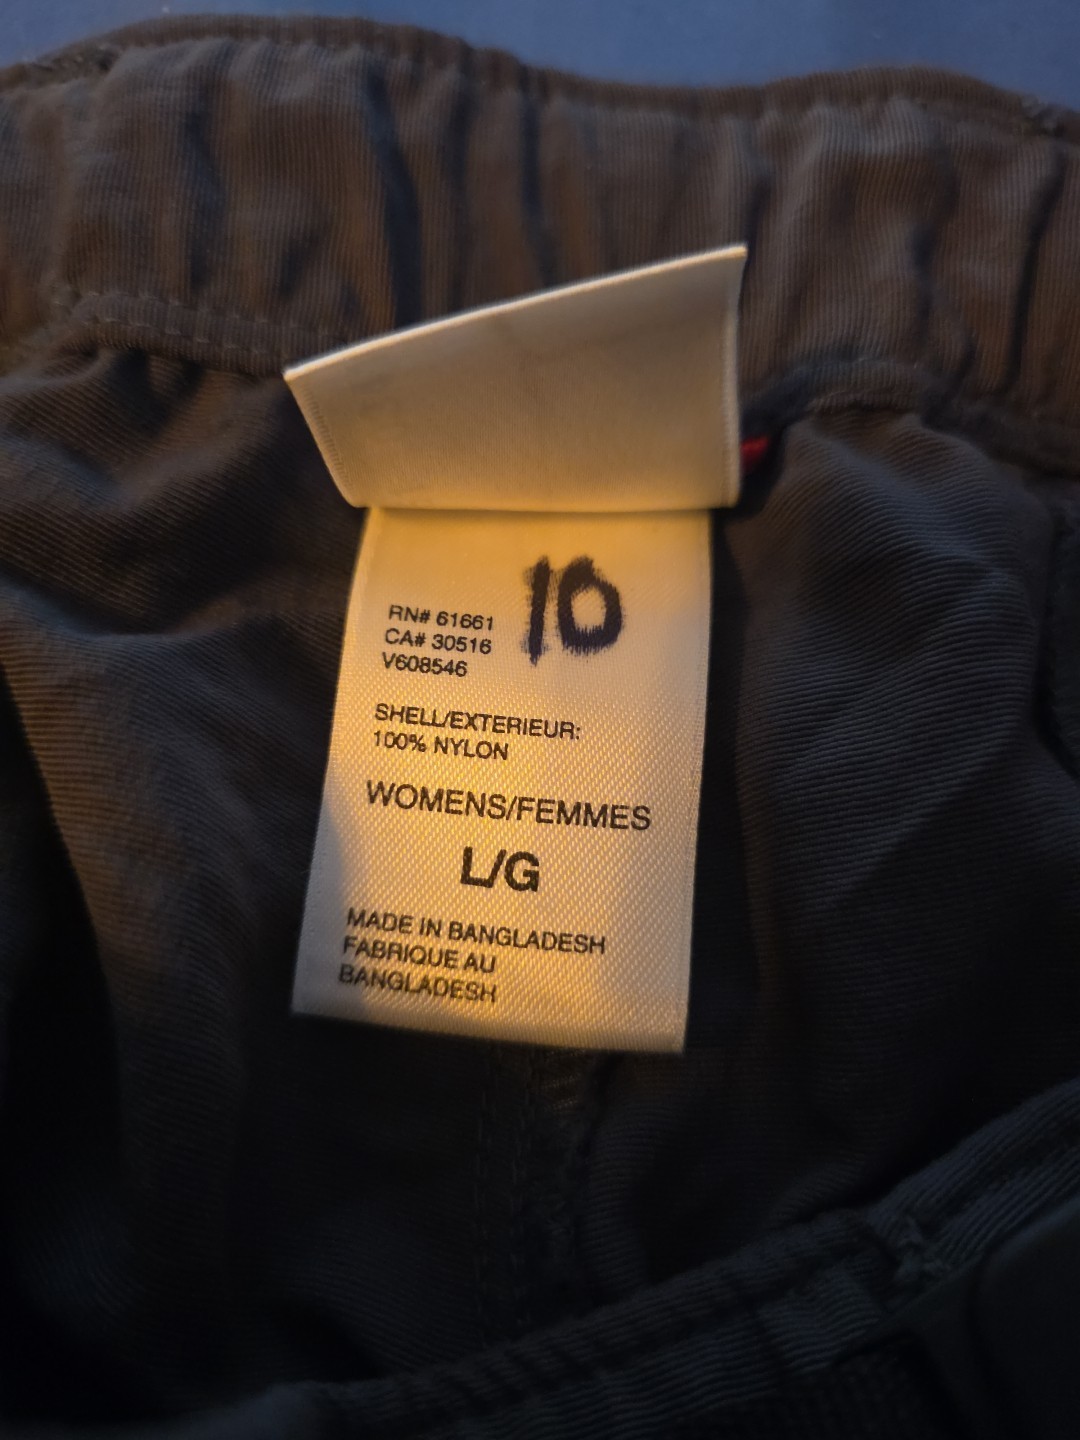 10
RN# 61661
CA# 30516
V608546
SHELL/EXTERIEUR:
100% NYLON
WOMENS/FEMMES
L/G
MADE IN BANGLADESH
FABRIQUE AU
BANGLADESH